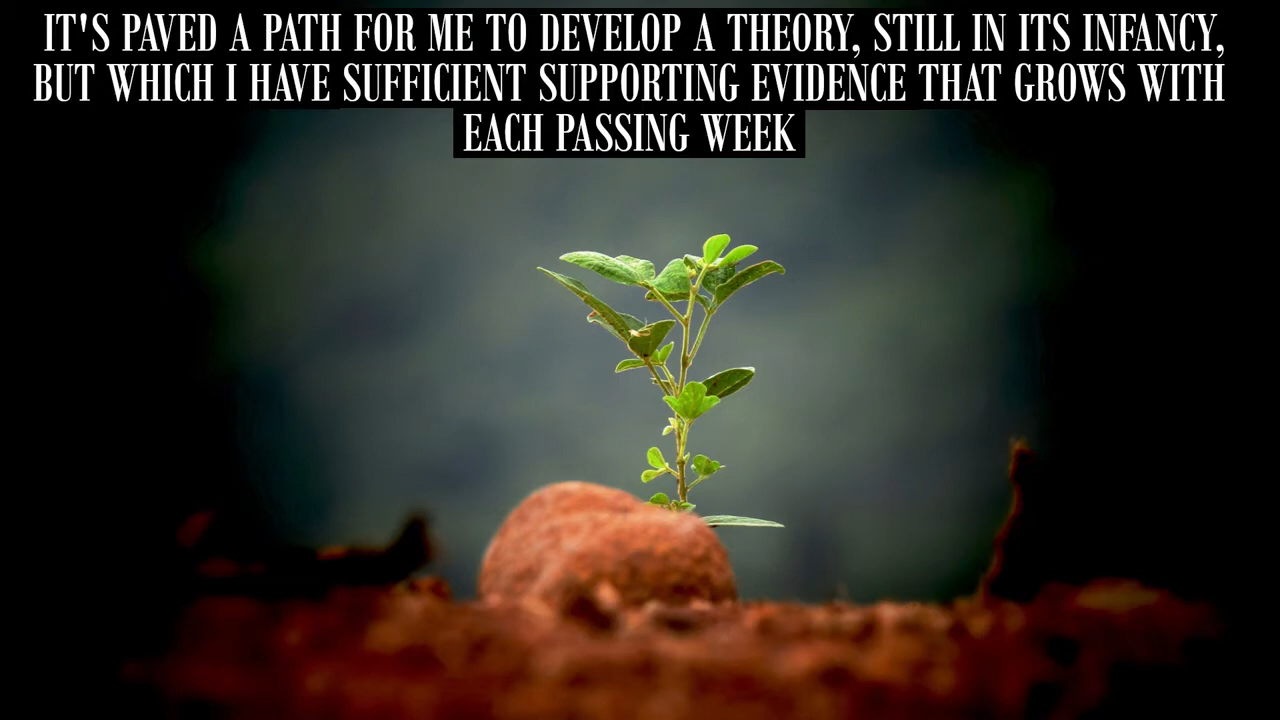 IT'S PAVED A PATH FOR ME TO DEVELOP A THEORY, STILL IN ITS INFANCY,
BUT WHICH I HAVE SUFFICIENT SUPPORTING EVIDENCE THAT GROWS WITH
EACH PASSING WEEK